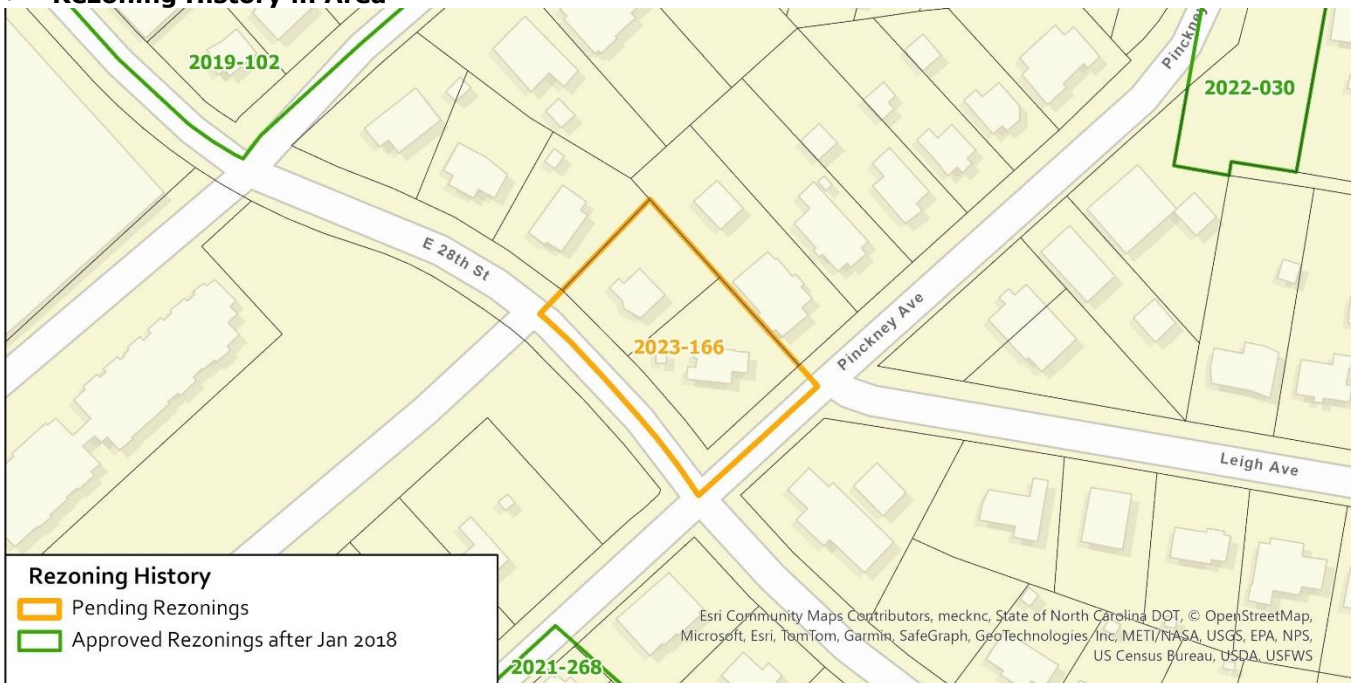 Rezoning History in Area
2019-102
Pinckney
2022-030
E 28th St
Pinckney Ave
2023-166
Leigh Ave
Rezoning History
Pending Rezonings
Approved Rezonings after Jan 2018
2021-268
Esri Community Maps Contributors, mecknc, State of North Carolina DOT, © OpenStreetMap,
Microsoft, Esri, TomTom, Garmin, SafeGraph, GeoTechnologies, Inc, METI/NASA, USGS, EPA, NPS,
US Census Bureau, USDA, USFWS